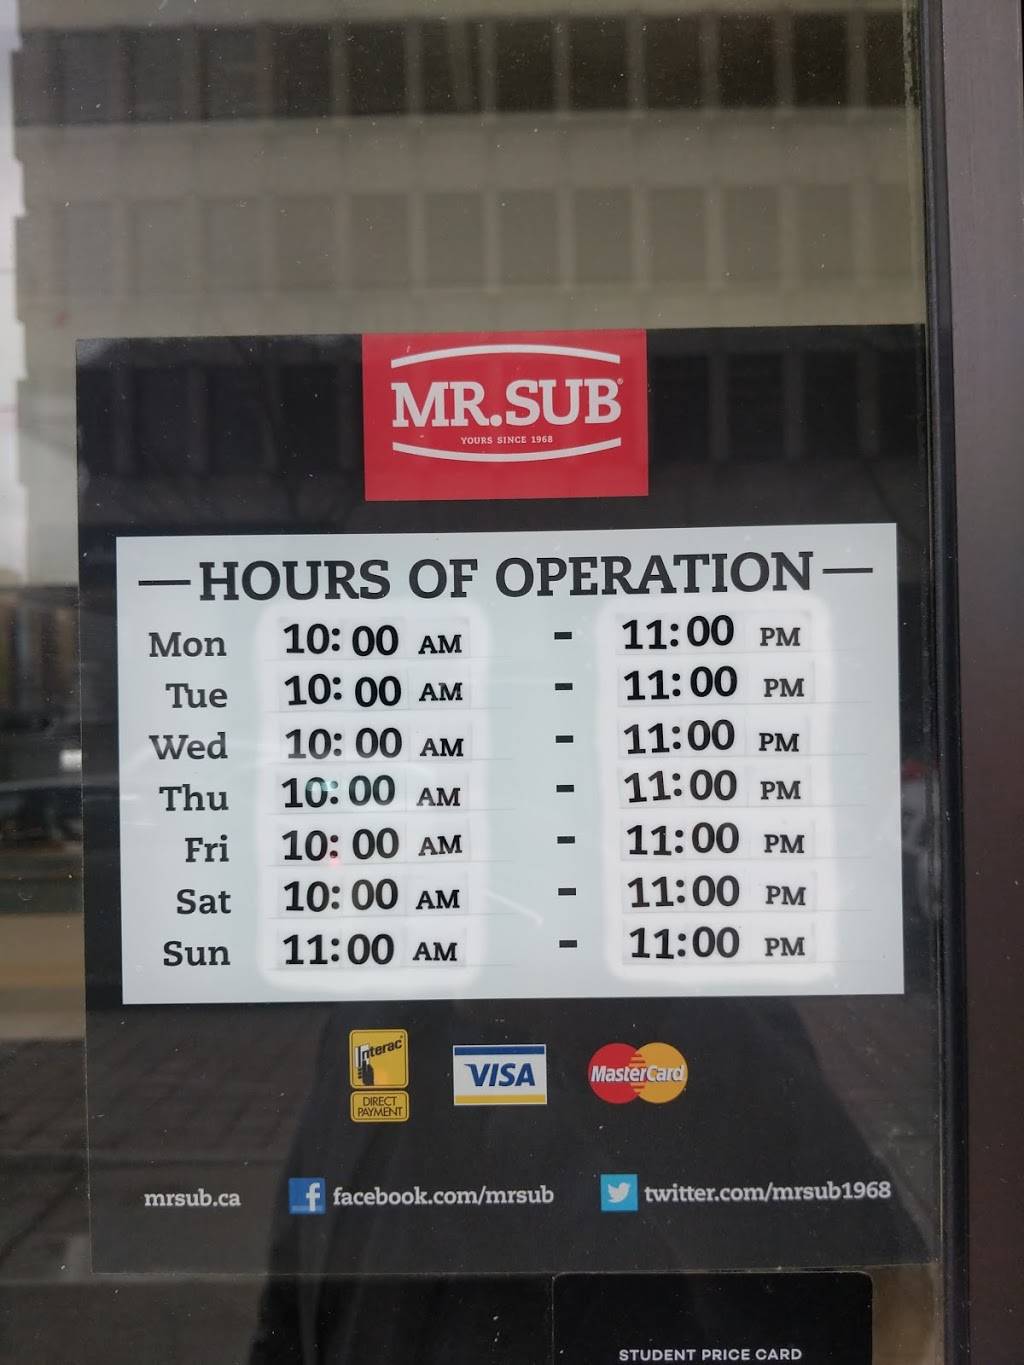 MR.SUB®
YOURS SINCE 1968
HOURS OF OPERATION
Mon 10:00 AM - 11:00 PM
Tue 10:00 AM - 11:00 PM
Wed 10:00 AM - 11:00 PM
Thu 10:00 AM - 11:00 PM
Fri 10:00 AM - 11:00 PM
Sat 10:00 AM - 11:00 PM
Sun 11:00 AM - 11:00 PM
Interac VISA MasterCard
DIRECT
PAYMENT
mrsub.ca facebook.com/mrsub twitter.com/mrsub1968
STUDENT PRICE CARD